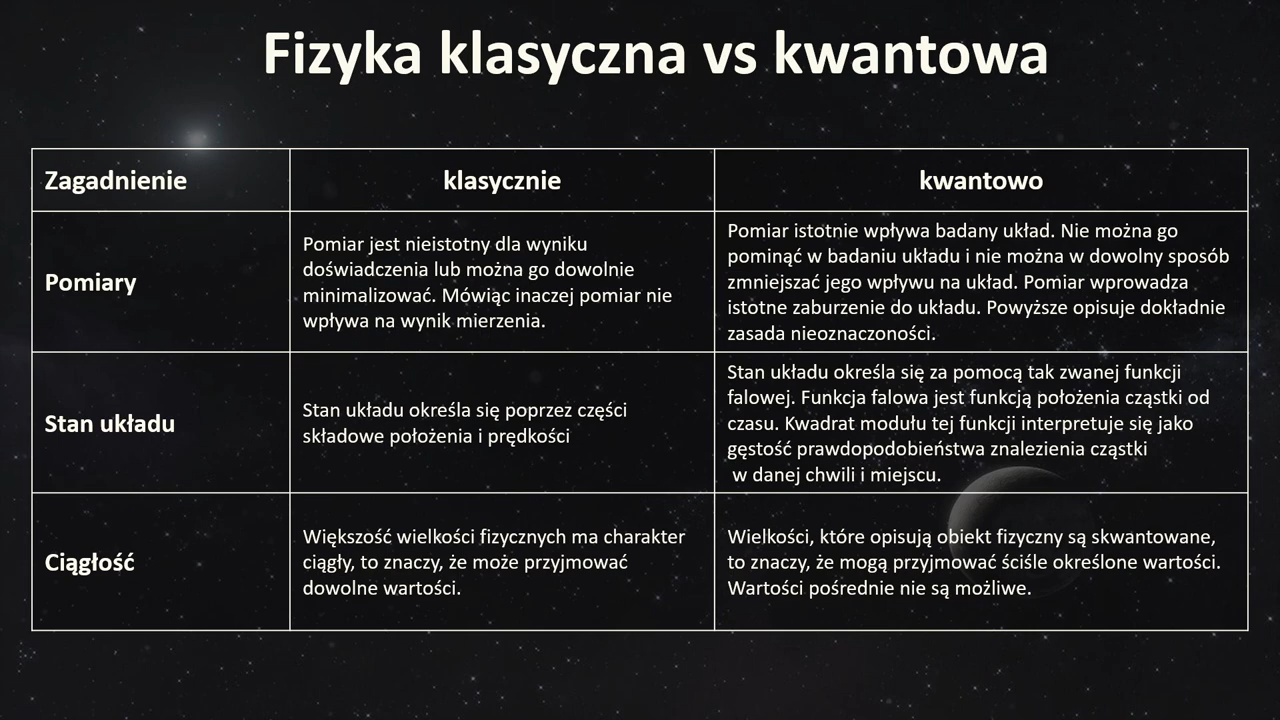 Fizyka klasyczna vs kwantowa
Zagadnienie
klasycznie
kwantowo
Pomiary
Pomiar jest nieistotny dla wyniku
doświadczenia lub można go dowolnie
minimalizować. Mówiąc inaczej pomiar nie
wpływa na wynik mierzenia.
Pomiar istotnie wpływa badany układ. Nie można go
pominąć w badaniu układu i nie można w dowolny sposób
zmniejszać jego wpływu na układ. Pomiar wprowadza
istotne zaburzenie do układu. Powyższe opisuje dokładnie
zasada nieoznaczoności.
Stan układu
Stan układu określa się poprzez części
składowe położenia i prędkości
Stan układu określa się za pomocą tak zwanej funkcji
falowej. Funkcja falowa jest funkcją położenia cząstki od
czasu. Kwadrat modułu tej funkcji interpretuje się jako
gęstość prawdopodobieństwa znalezienia cząstki
w danej chwili i miejscu.
Ciągłość
Większość wielkości fizycznych ma charakter
ciągły, to znaczy, że może przyjmować
dowolne wartości.
Wielkości, które opisują obiekt fizyczny są skwantowane,
to znaczy, że mogą przyjmować ściśle określone wartości.
Wartości pośrednie nie są możliwe.